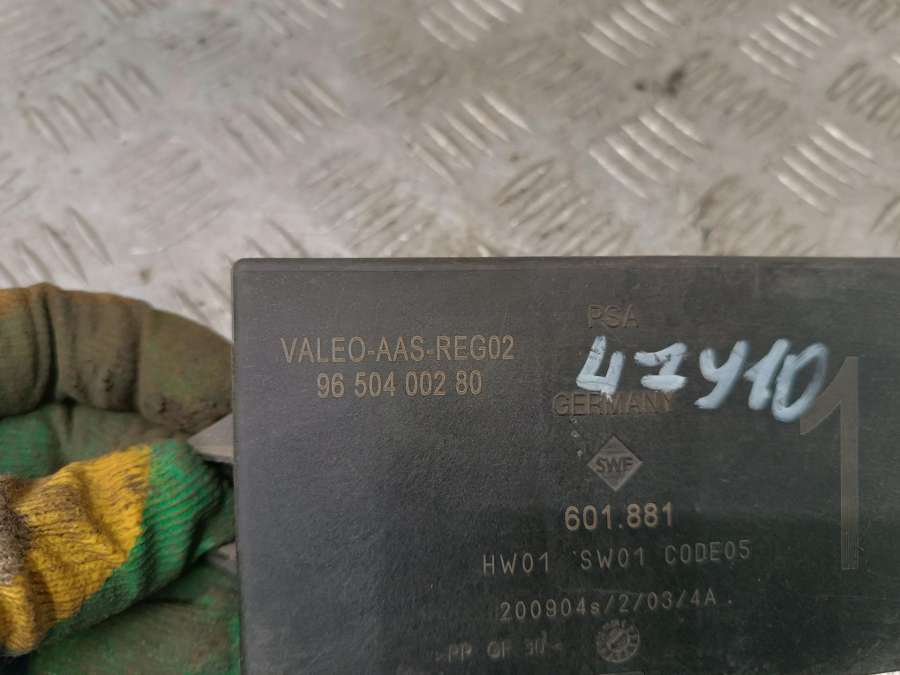 PSA
VALEO-AAS-REG02
96 504 002 80
GERMANY
SWF
601.881
HW01 SW01 CODE05
200904s/2/03/4A
1